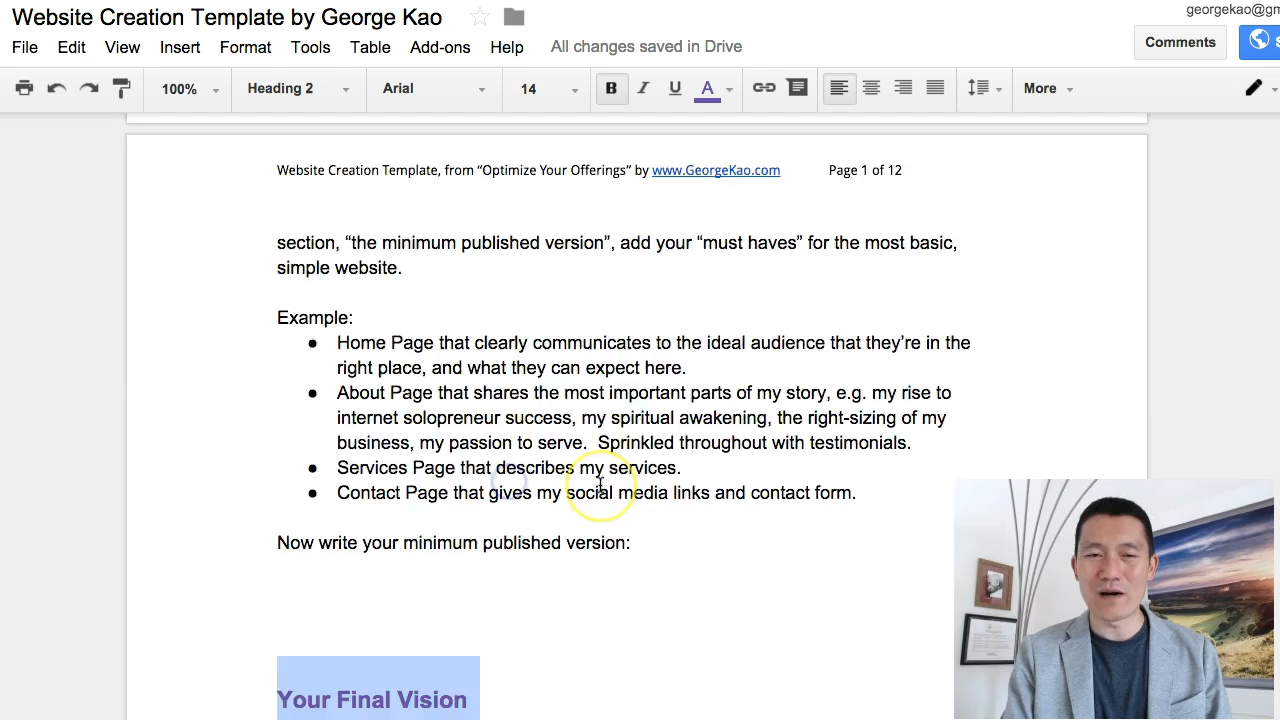 Website Creation Template by George Kao
georgekao@gm
File Edit View Insert Format Tools Table Add-ons Help All changes saved in Drive
Comments
100% Heading 2 Arial 14 B I U A More
Website Creation Template, from “Optimize Your Offerings” by www.GeorgeKao.com Page 1 of 12
section, “the minimum published version”, add your “must haves” for the most basic,
simple website.
Example:
● Home Page that clearly communicates to the ideal audience that they’re in the
right place, and what they can expect here.
● About Page that shares the most important parts of my story, e.g. my rise to
internet solopreneur success, my spiritual awakening, the right-sizing of my
business, my passion to serve.  Sprinkled throughout with testimonials.
● Services Page that describes my services.
● Contact Page that gives my social media links and contact form.
Now write your minimum published version:
Your Final Vision